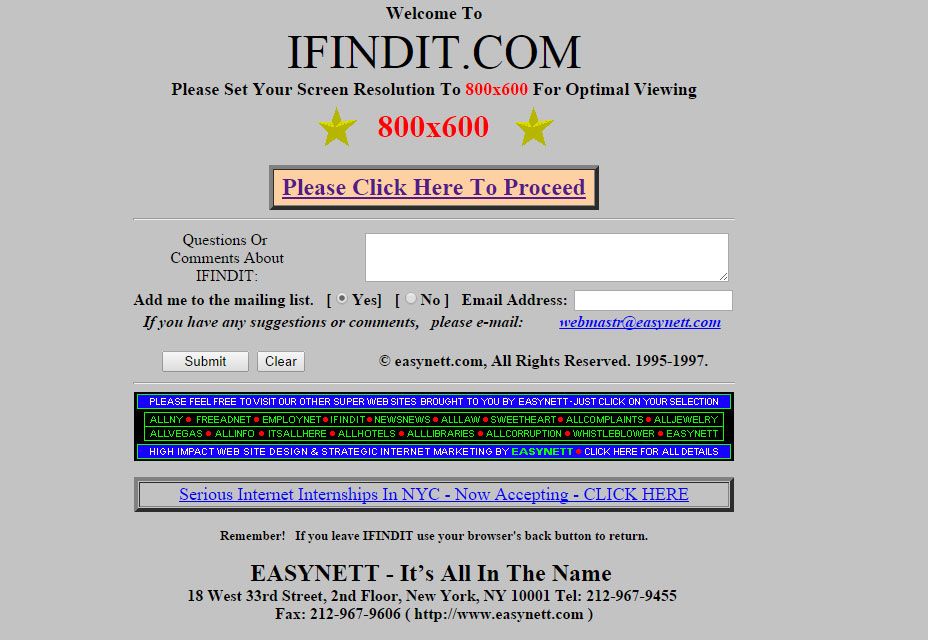 Welcome To
IFINDIT.COM
Please Set Your Screen Resolution To 800x600 For Optimal Viewing
800x600
Please Click Here To Proceed
Questions Or
Comments About
IFINDIT:
Add me to the mailing list. [ Yes] [ No ] Email Address:
If you have any suggestions or comments, please e-mail: webmastr@easynett.com
Submit Clear © easynett.com, All Rights Reserved. 1995-1997.
PLEASE FEEL FREE TO VISIT OUR OTHER SUPER WEB SITES BROUGHT TO YOU BY EASYNETT-JUST CLICK ON YOUR SELECTION
ALLNY • FREEADNET • EMPLOYNET • IFINDIT • NEWSNEWS • ALLLAW • SWEETHEART • ALLCOMPLAINTS • ALLJEWELRY
ALLVEGAS • ALLINFO • ITSALLHERE • ALLHOTELS • ALLLIBRARIES • ALLCORRUPTION • WHISTLEBLOWER • EASYNETT
HIGH IMPACT WEB SITE DESIGN & STRATEGIC INTERNET MARKETING BY EASYNETT • CLICK HERE FOR ALL DETAILS
Serious Internet Internships In NYC - Now Accepting - CLICK HERE
Remember! If you leave IFINDIT use your browser's back button to return.
EASYNETT - It’s All In The Name
18 West 33rd Street, 2nd Floor, New York, NY 10001 Tel: 212-967-9455
Fax: 212-967-9606 ( http://www.easynett.com )